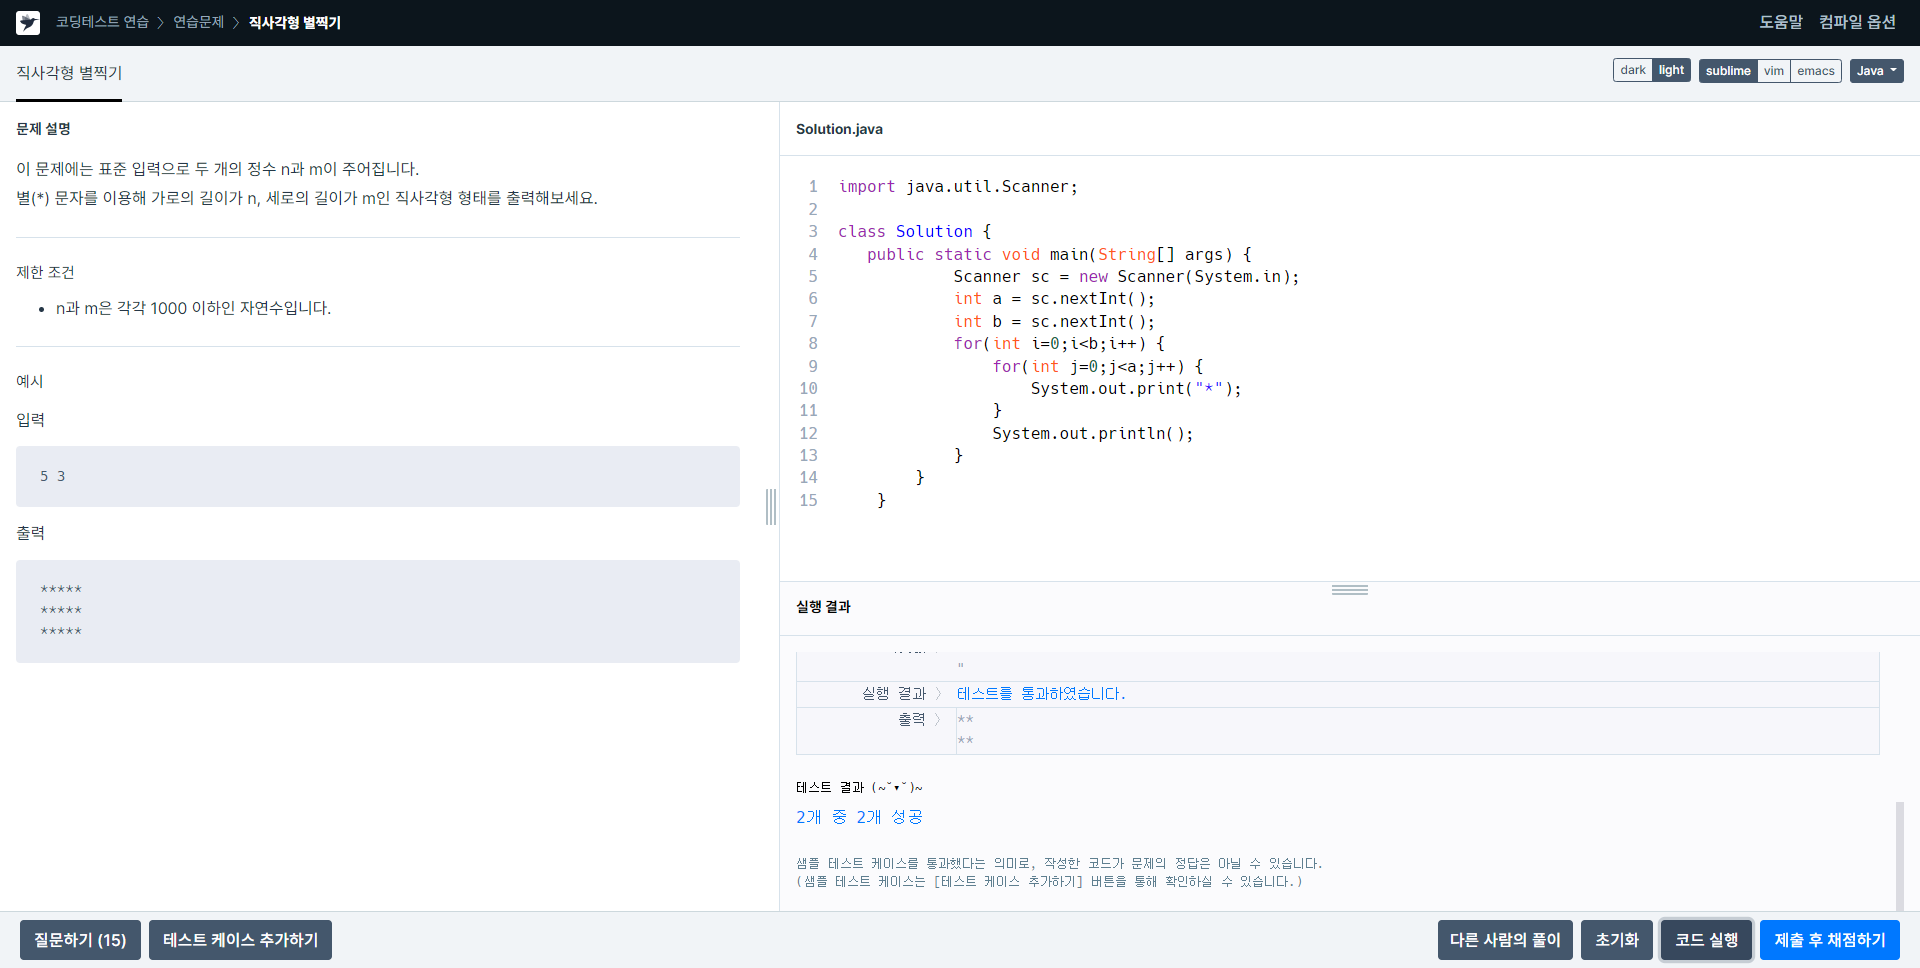 코딩테스트 연습 > 연습문제 > 직사각형 별찍기
도움말 컴파일 옵션
직사각형 별찍기
dark light sublime vim emacs Java
문제 설명
이 문제에는 표준 입력으로 두 개의 정수 n과 m이 주어집니다.
별(*) 문자를 이용해 가로의 길이가 n, 세로의 길이가 m인 직사각형 형태를 출력해보세요.
제한 조건
• n과 m은 각각 1000 이하인 자연수입니다.
예시
입력
5 3
출력
*****
*****
*****
Solution.java
1 import java.util.Scanner;
2
3 class Solution {
4 public static void main(String[] args) {
5 Scanner sc = new Scanner(System.in);
6 int a = sc.nextInt();
7 int b = sc.nextInt();
8 for(int i=0;i<b;i++) {
9 for(int j=0;j<a;j++) {
10 System.out.print("*");
11 }
12 System.out.println();
13 }
14 }
15 }
실행 결과
"
실행 결과 〉 테스트를 통과하였습니다.
출력 〉 **
**
테스트 결과 (~˘▾˘)~
2개 중 2개 성공
샘플 테스트 케이스를 통과했다는 의미로, 작성한 코드가 문제의 정답은 아닐 수 있습니다.
(샘플 테스트 케이스는 [테스트 케이스 추가하기] 버튼을 통해 확인하실 수 있습니다.)
질문하기 (15) 테스트 케이스 추가하기 다른 사람의 풀이 초기화 코드 실행 제출 후 채점하기